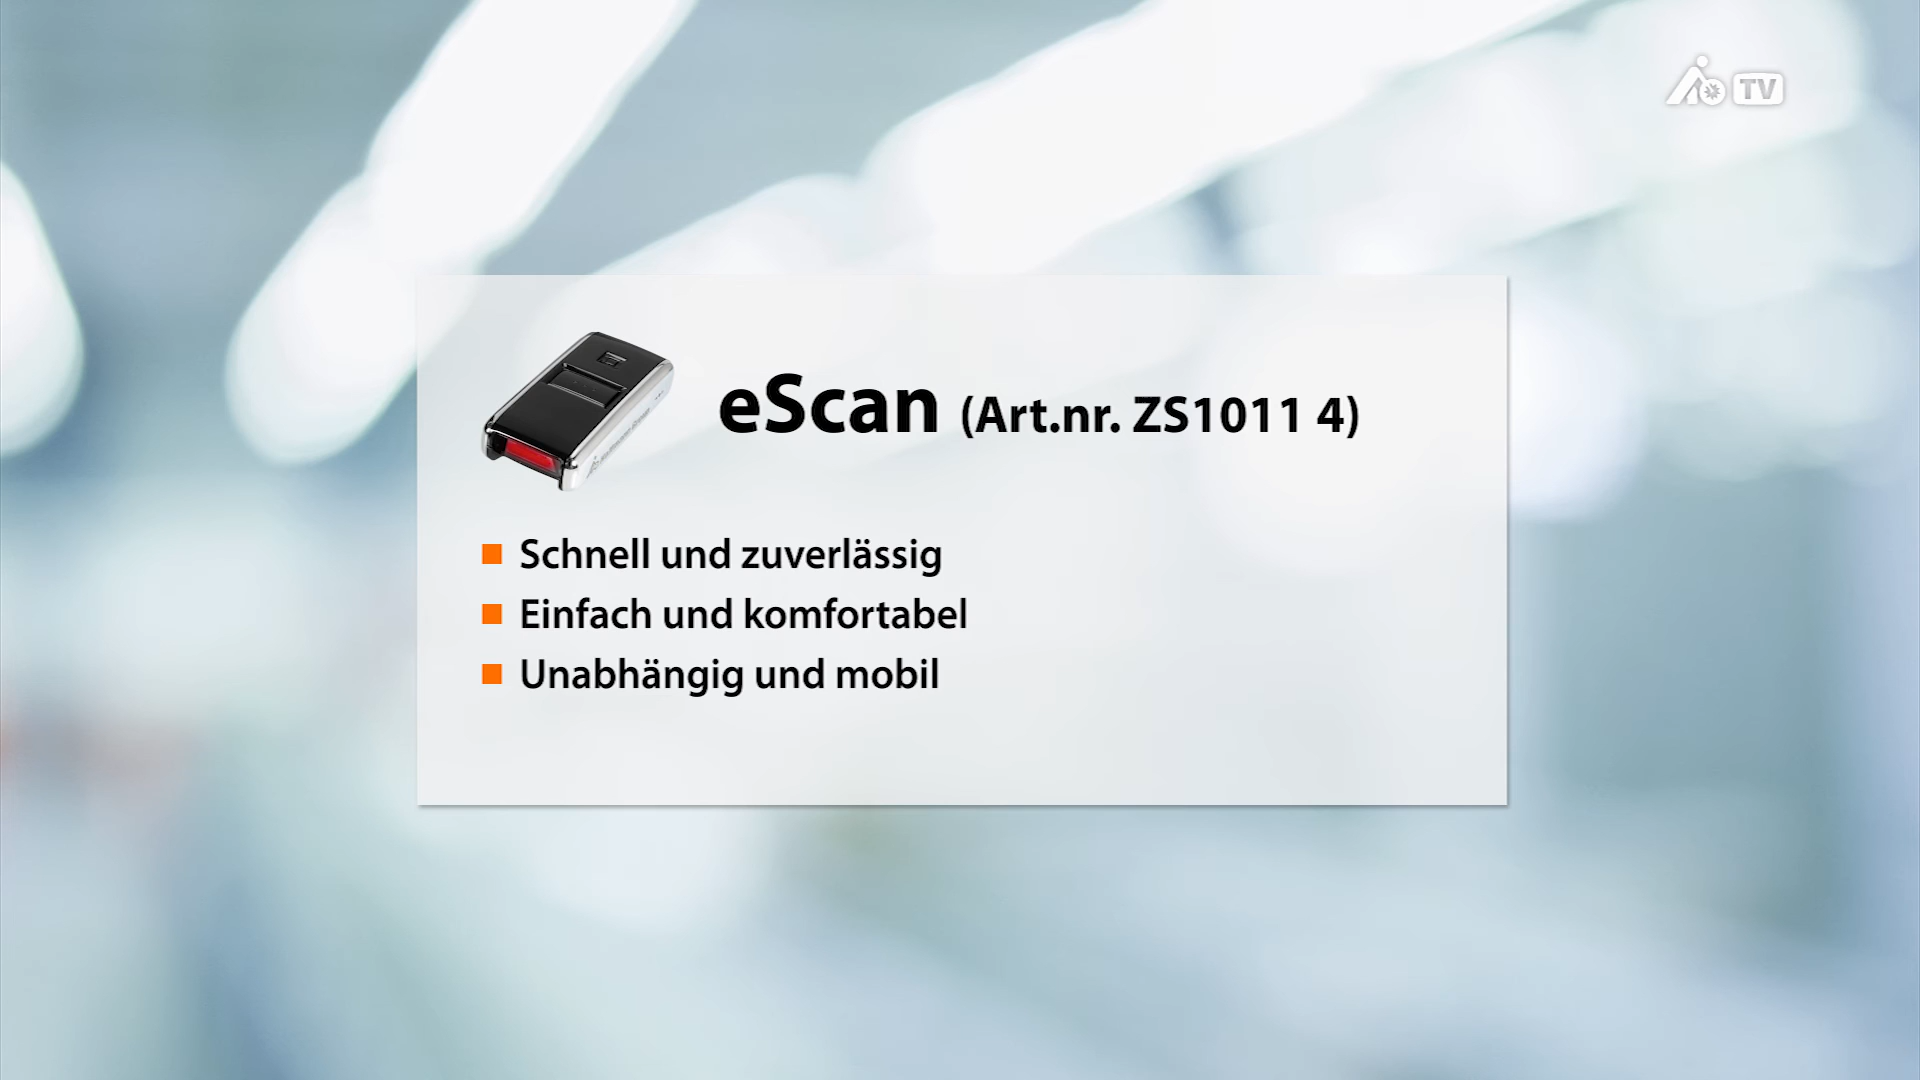 TV
eScan (Art.nr. ZS1011 4)
Schnell und zuverlässig
Einfach und komfortabel
Unabhängig und mobil